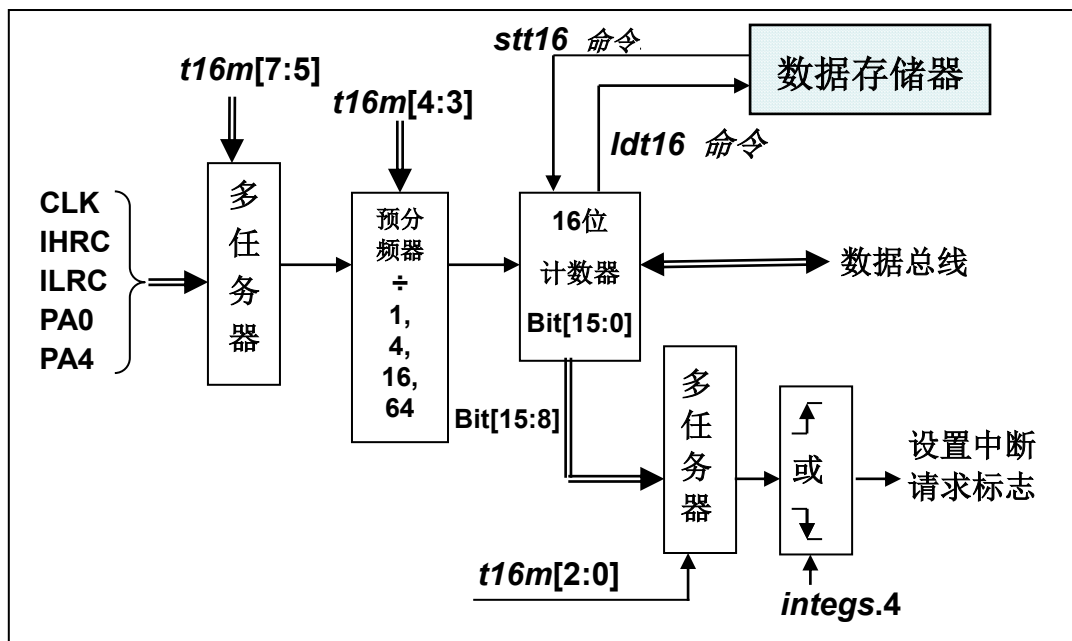 stt16 命令
数据存储器
t16m[7:5]
t16m[4:3]
ldt16 命令
CLK
IHRC
ILRC
PA0
PA4
多
任
务
器
预分
频器
÷
1,
4,
16,
64
16位
计数器
Bit[15:0]
数据总线
Bit[15:8]
多
任
务
器
或
设置中断
请求标志
t16m[2:0]
integs.4